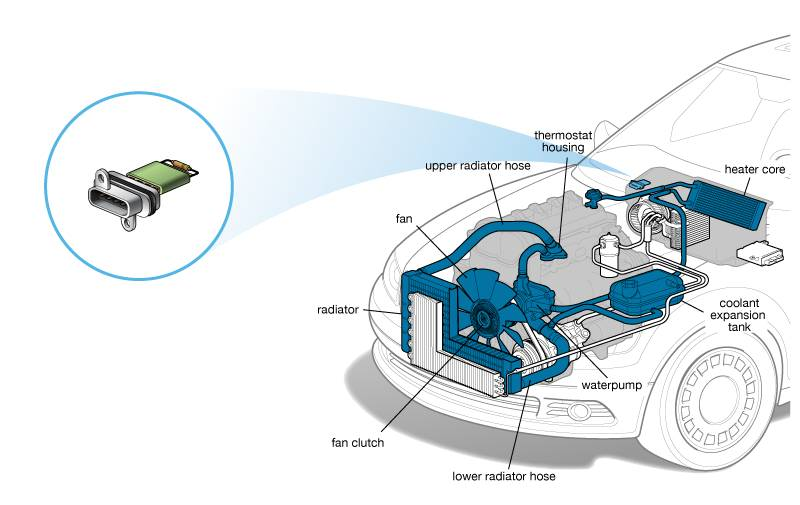 thermostat
housing
upper radiator hose
heater core
fan
radiator
coolant
expansion
tank
waterpump
fan clutch
lower radiator hose